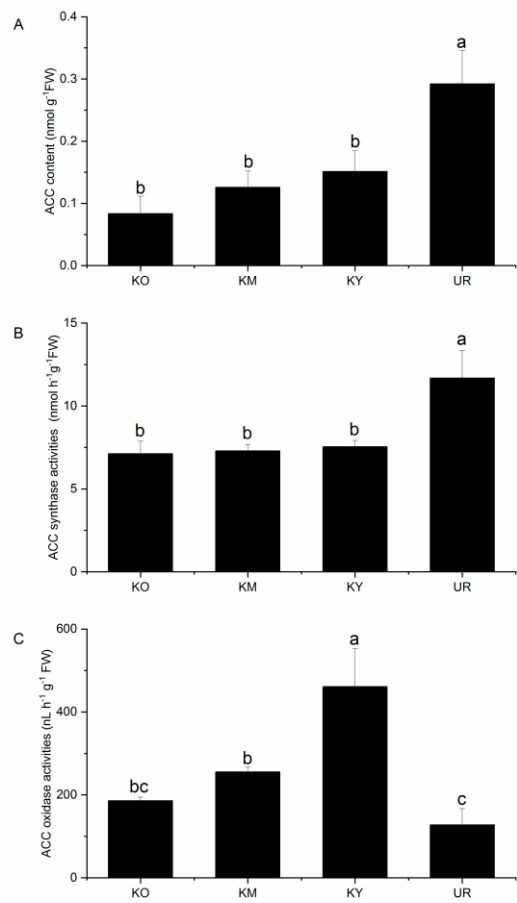 A
ACC content (nmol g⁻¹FW)
0.4
0.3
0.2
0.1
0.0
b
b
b
a
KO KM KY UR
B
ACC synthase activities (nmol h⁻¹g⁻¹FW)
15
10
5
0
b
b
b
a
KO KM KY UR
C
ACC oxidase activities (nL h⁻¹ g⁻¹ FW)
600
400
200
0
bc
b
a
c
KO KM KY UR